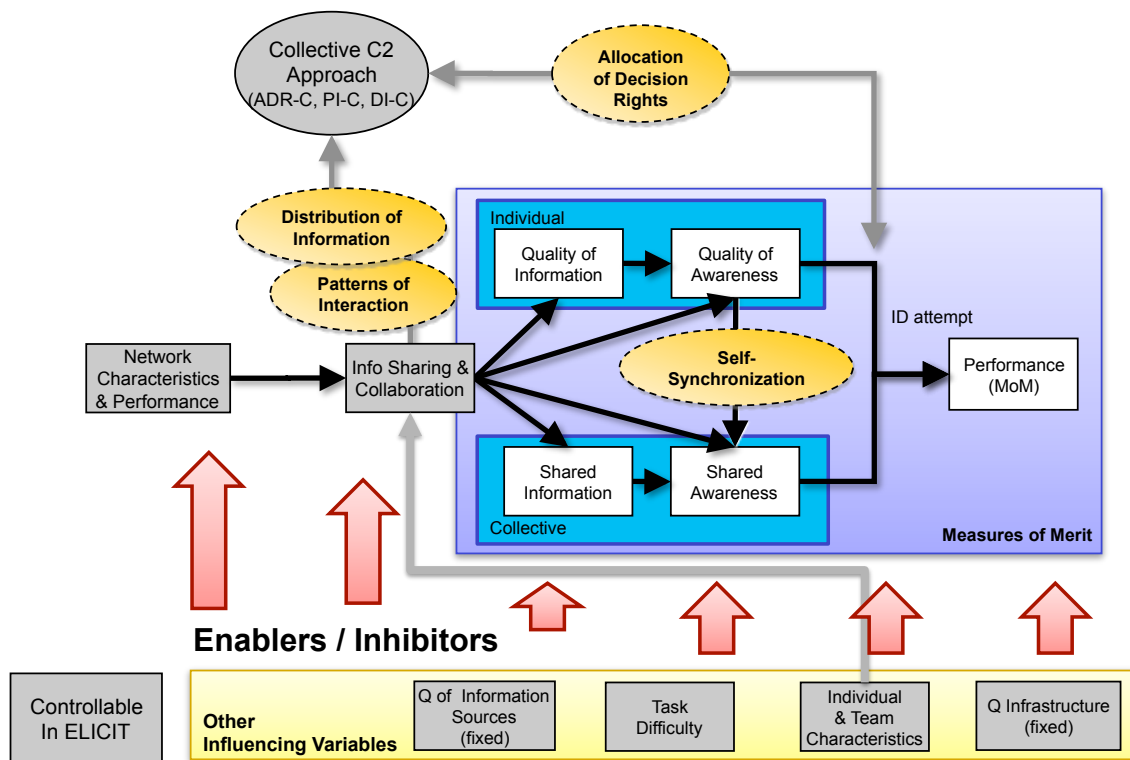 Collective C2
Approach
(ADR-C, PI-C, DI-C)
Allocation
of Decision
Rights
Distribution of
Information
Patterns of
Interaction
Individual
Quality of
Information
Quality of
Awareness
ID attempt
Network
Characteristics
& Performance
Info Sharing &
Collaboration
Self-
Synchronization
Performance
(MoM)
Shared
Information
Shared
Awareness
Collective
Measures of Merit
Enablers / Inhibitors
Controllable
In ELICIT
Other
Influencing Variables
Q of Information
Sources
(fixed)
Task
Difficulty
Individual
& Team
Characteristics
Q Infrastructure
(fixed)